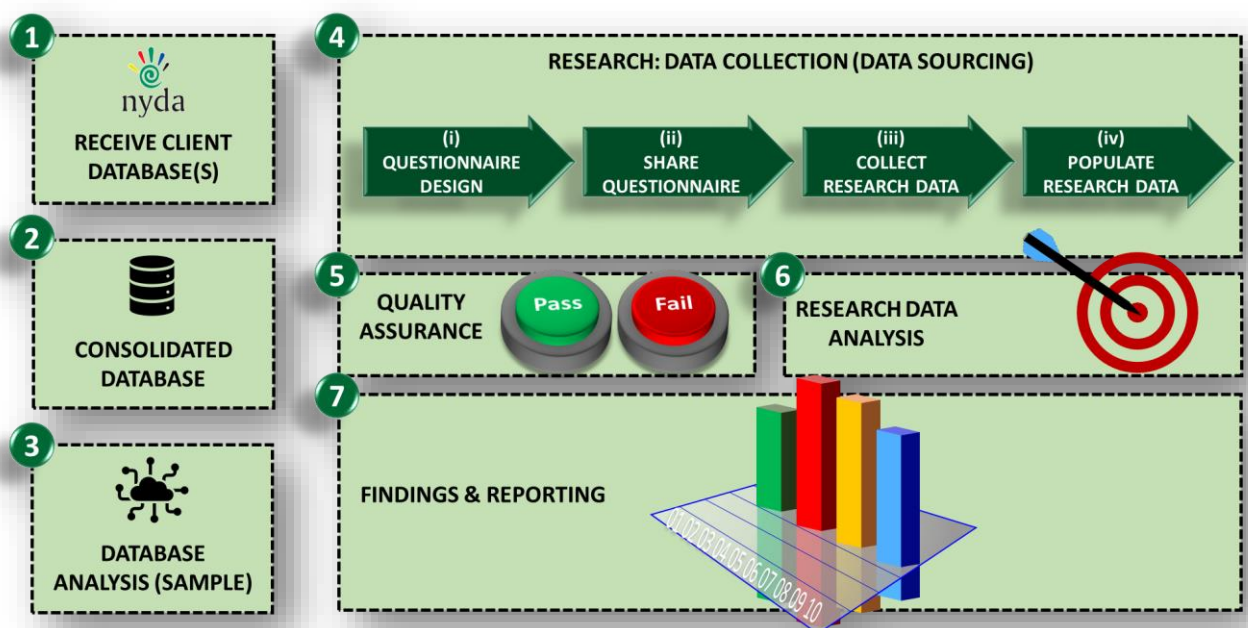 1
nyda
RECEIVE CLIENT
DATABASE(S)
2
CONSOLIDATED
DATABASE
3
DATABASE
ANALYSIS (SAMPLE)
4
RESEARCH: DATA COLLECTION (DATA SOURCING)
(i)
QUESTIONNAIRE
DESIGN
(ii)
SHARE
QUESTIONNAIRE
(iii)
COLLECT
RESEARCH DATA
(iv)
POPULATE
RESEARCH DATA
5
QUALITY
ASSURANCE
Pass
Fail
6
RESEARCH DATA
ANALYSIS
7
FINDINGS & REPORTING
01 02 03 04 05 06 07 08 09 10